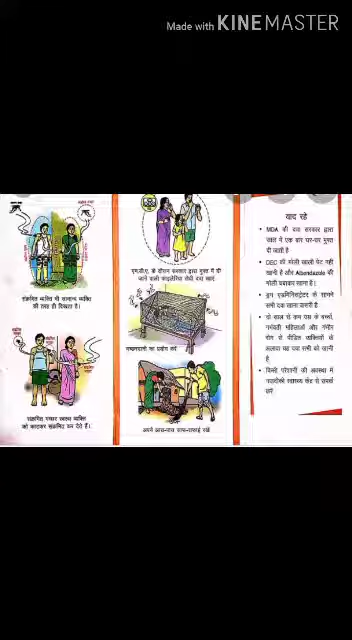 Made with KINEMASTER
संक्रमित व्यक्ति भी सामान्य व्यक्ति
की तरह ही दिखता है।
संक्रमित मच्छर स्वस्थ व्यक्ति
को काटकर संक्रमित कर देते हैं।
एम.डी.ए. के दौरान सरकार द्वारा मुफ्त में दी
जाने वाली फाइलेरिया रोधी दवा खाएं
मच्छरदानी का प्रयोग करें
अपने आस-पास साफ-सफाई रखें
याद रहे
• MDA की दवा सरकार द्वारा
साल में एक बार घर-घर मुफ्त
दी जाती है
• DEC की गोली खाली पेट नहीं
खानी है और Albendazole की
गोली चबाकर खाना है।
• ड्रग एडमिनिस्ट्रेटर के सामने
सभी दवा खाना जरूरी है
• दो साल से कम उम्र के बच्चों,
गर्भवती महिलाओं और गंभीर
रोग से पीड़ित व्यक्तियों के
अलावा यह दवा सभी को खानी
है
• किसी परेशानी की अवस्था में
नजदीकी स्वास्थ्य केंद्र से संपर्क
करें